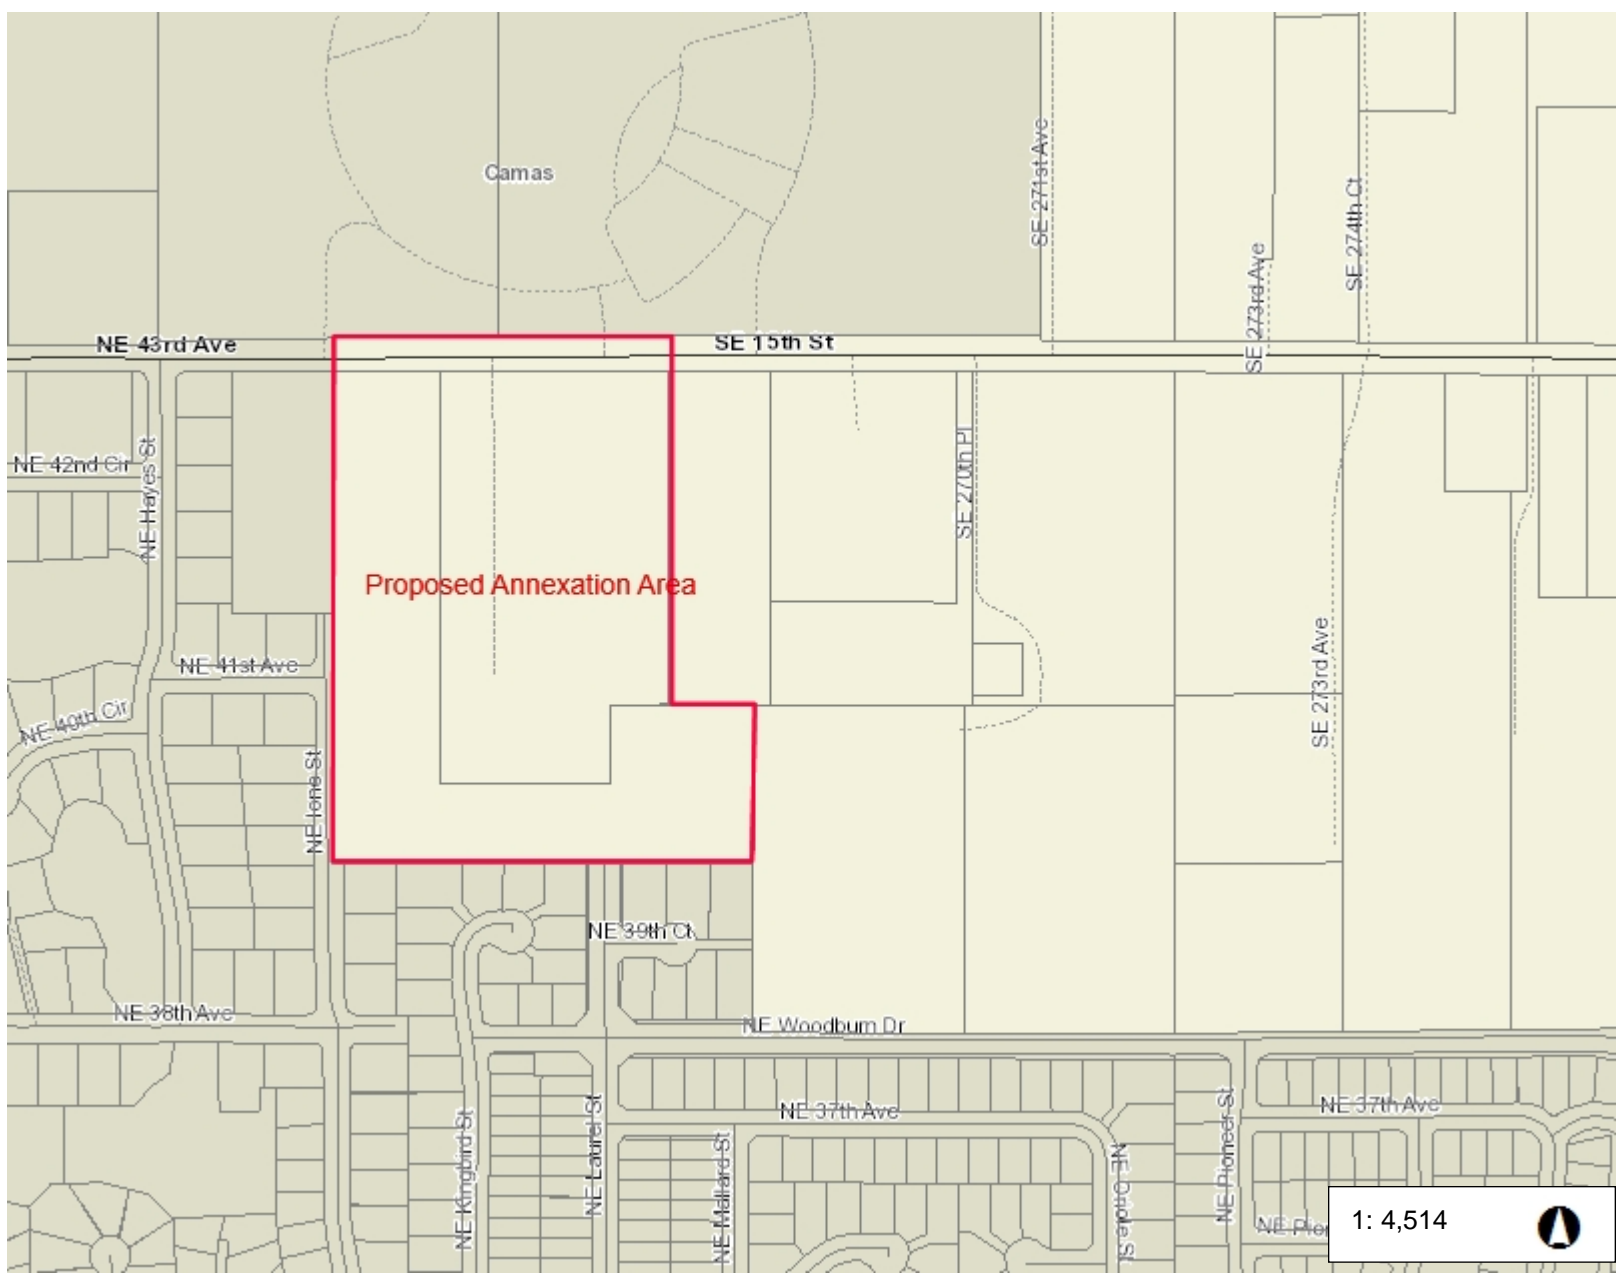 Camas
SE 271st Ave
SE 274th Ct
SE 273rd Ave
NE 43rd Ave
SE 15th St
NE 42nd Cir
NE Hayes St
SE 270th Pl
Proposed Annexation Area
NE 41st Ave
SE 273rd Ave
NE 40th Cir
NE Ione St
NE 39th Ct
NE 38th Ave
NE Woodburn Dr
NE 37th Ave
NE 37th Ave
NE Kingbird St
NE Laurel St
NE Mallard St
NE Oriole St
NE Pioneer St
NE
1: 4,514